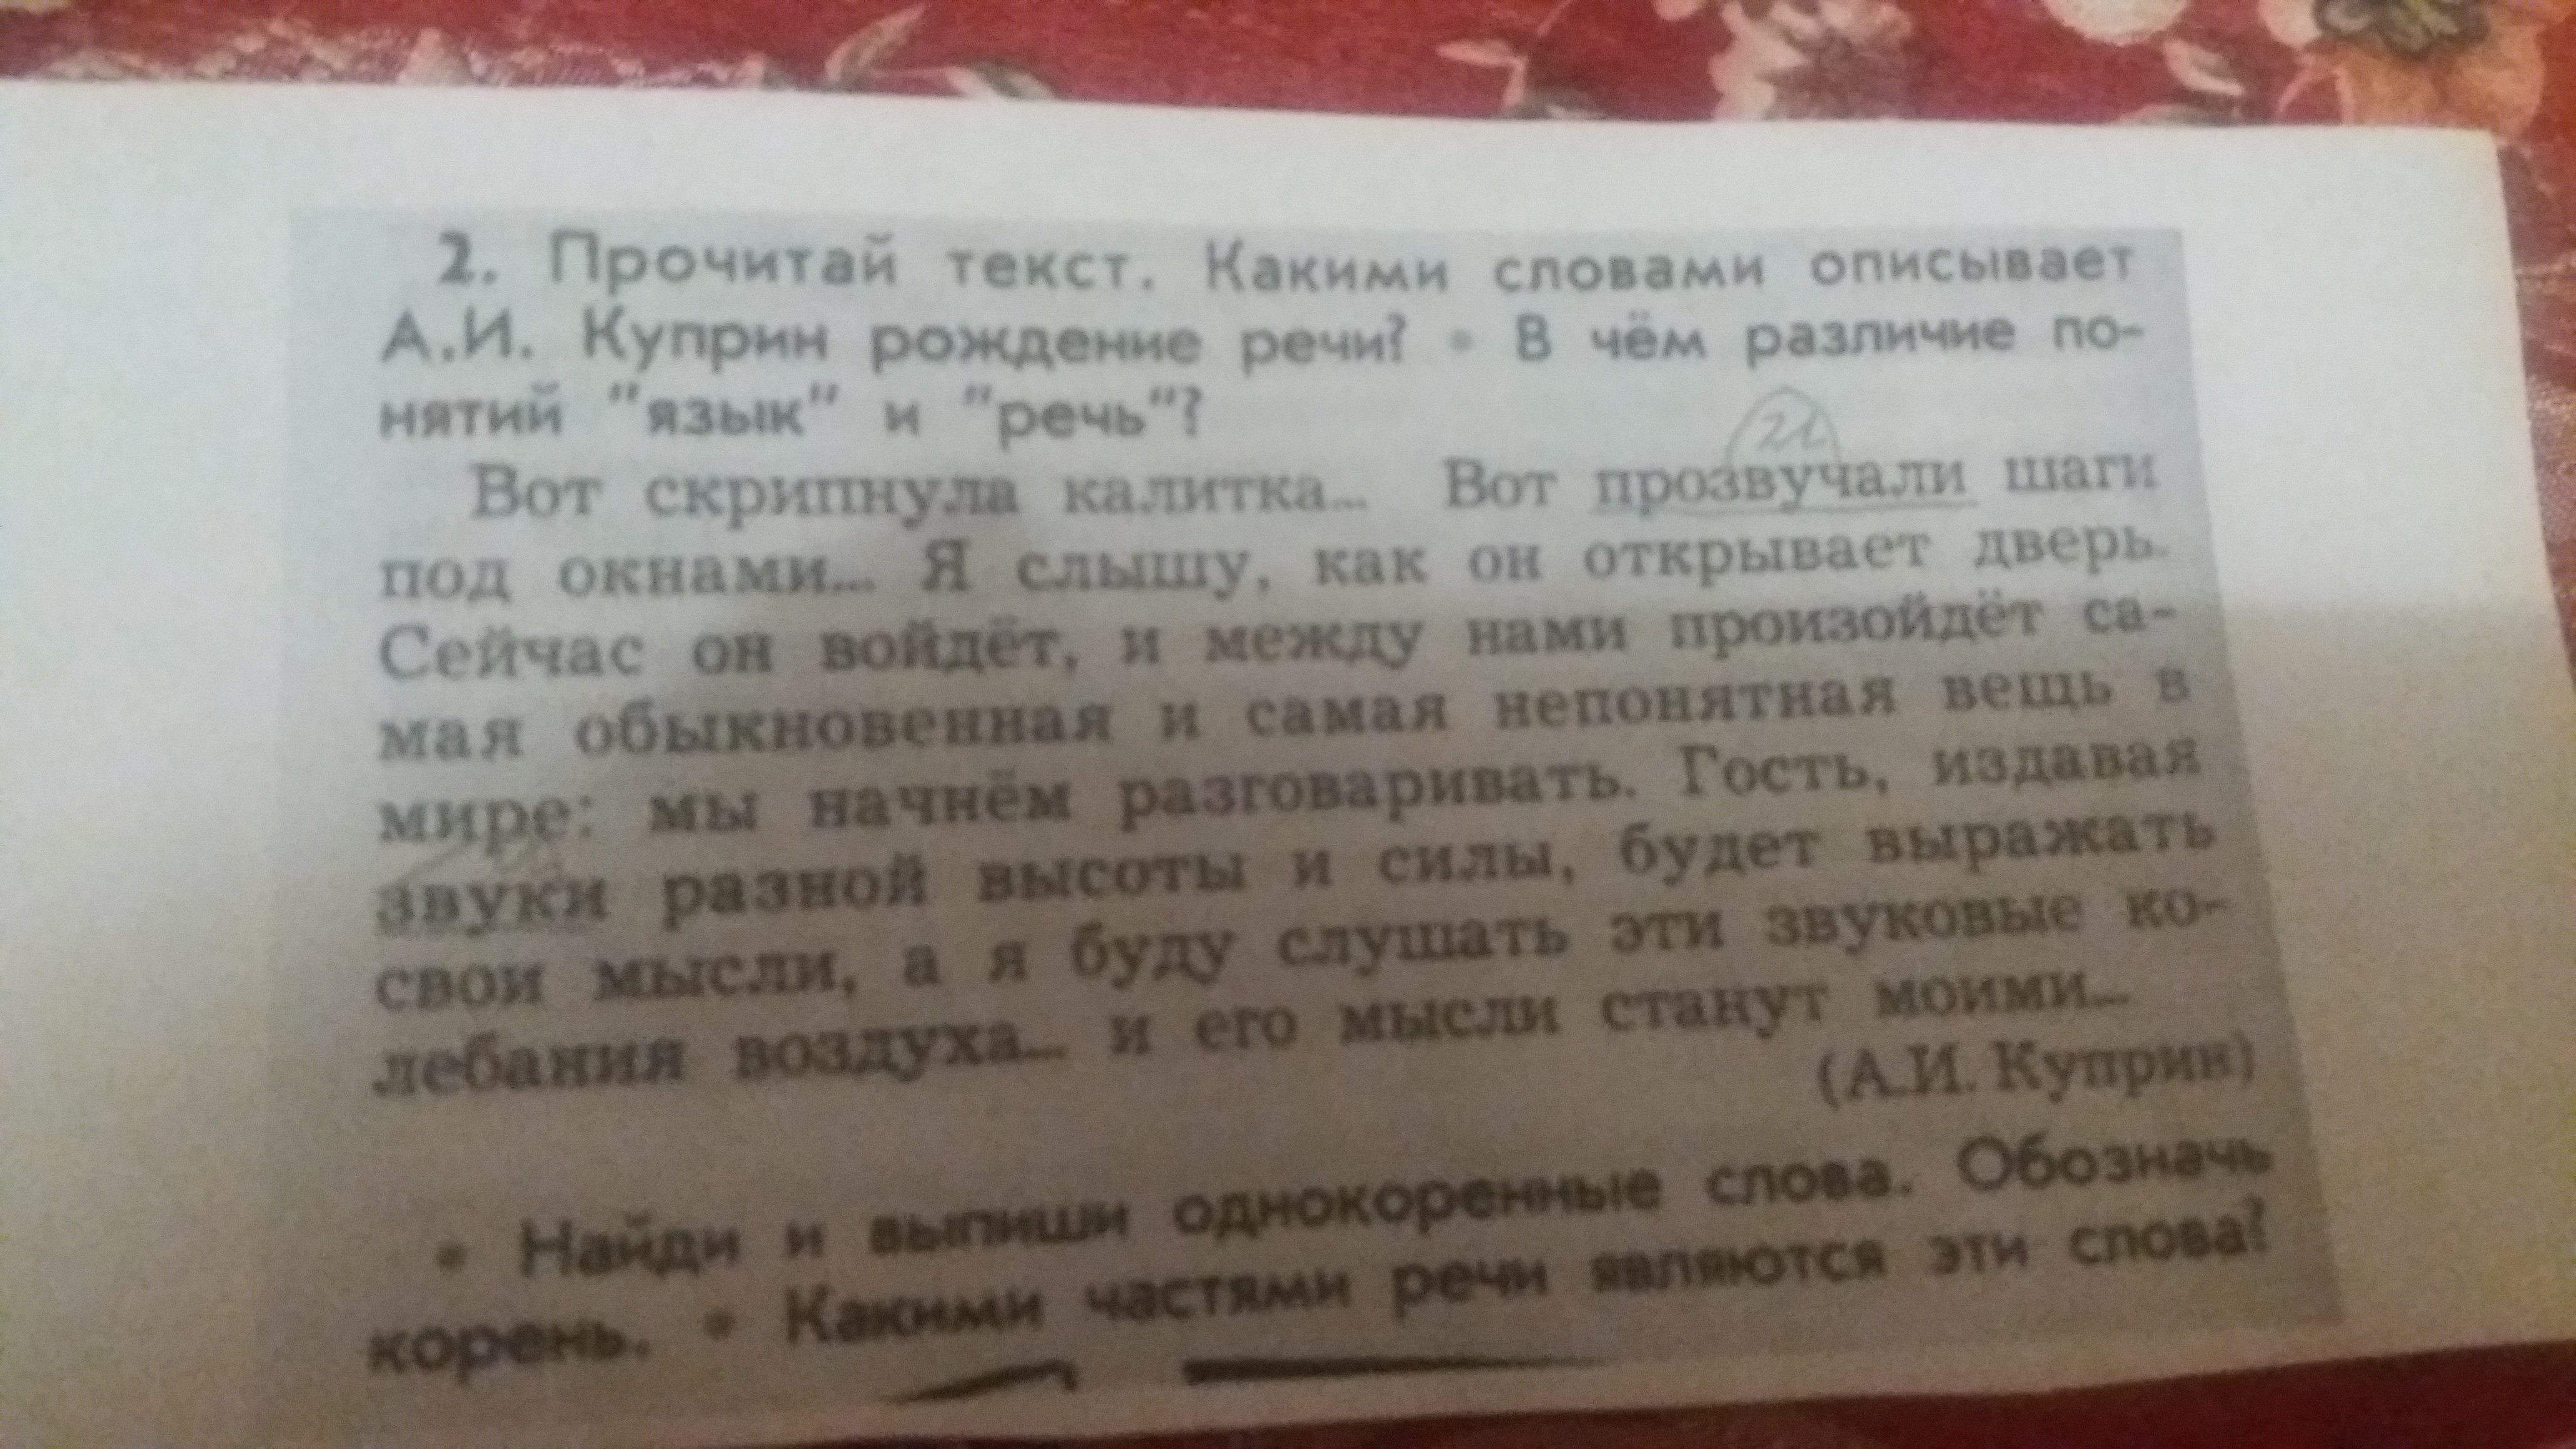 2. Прочитай текст. Какими словами описывает
А.И. Куприн рождение речи? • В чём различие по-
нятий "язык" и "речь"?
Вот скрипнула калитка... Вот прозвучали шаги
под окнами... Я слышу, как он открывает дверь.
Сейчас он войдёт, и между нами произойдёт са-
мая обыкновенная и самая непонятная вещь в
мире: мы начнём разговаривать. Гость, издавая
звуки разной высоты и силы, будет выражать
свои мысли, а я буду слушать эти звуковые ко-
лебания воздуха... и его мысли станут моими...
(А.И. Куприн)
• Найди и выпиши однокоренные слова. Обозначь
корень. • Какими частями речи являются эти слова?